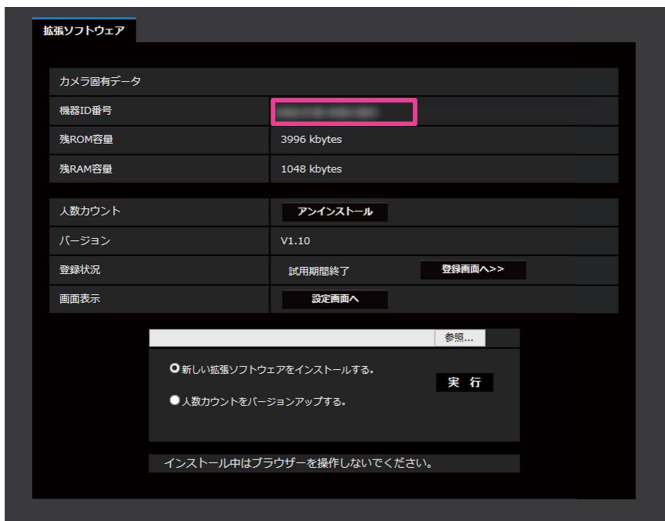 拡張ソフトウェア
カメラ固有データ
機器ID番号
残ROM容量 3996 kbytes
残RAM容量 1048 kbytes
人数カウント アンインストール
バージョン V1.10
登録状況 試用期間終了 登録画面へ>>
画面表示 設定画面へ
参照...
新しい拡張ソフトウェアをインストールする。
実 行
人数カウントをバージョンアップする。
インストール中はブラウザーを操作しないでください。